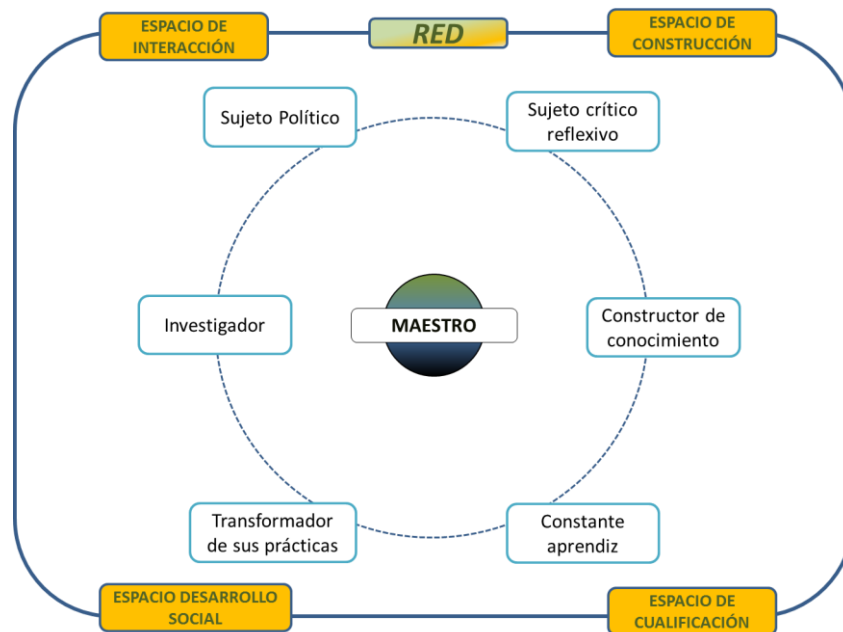 ESPACIO DE
INTERACCIÓN
RED
ESPACIO DE
CONSTRUCCIÓN
Sujeto Político
Sujeto crítico
reflexivo
Investigador
MAESTRO
Constructor de
conocimiento
Transformador
de sus prácticas
Constante
aprendiz
ESPACIO DESARROLLO
SOCIAL
ESPACIO DE
CUALIFICACIÓN